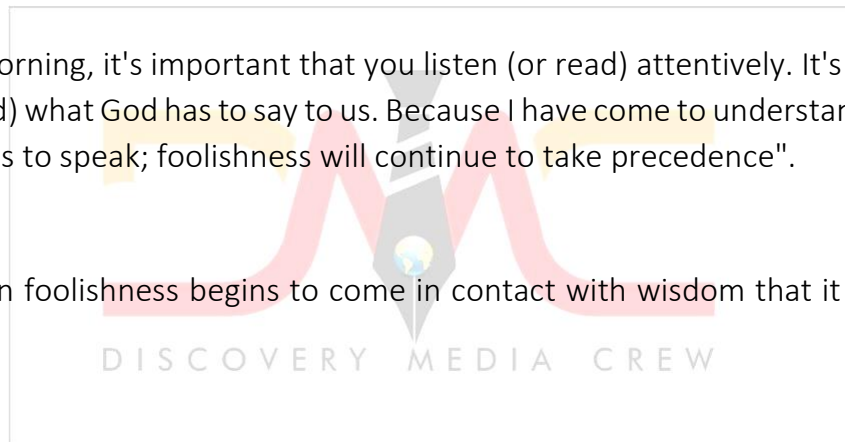 orning, it's important that you listen (or read) attentively. It's
d) what God has to say to us. Because I have come to understan
s to speak; foolishness will continue to take precedence".
n foolishness begins to come in contact with wisdom that it
DISCOVERY MEDIA CREW